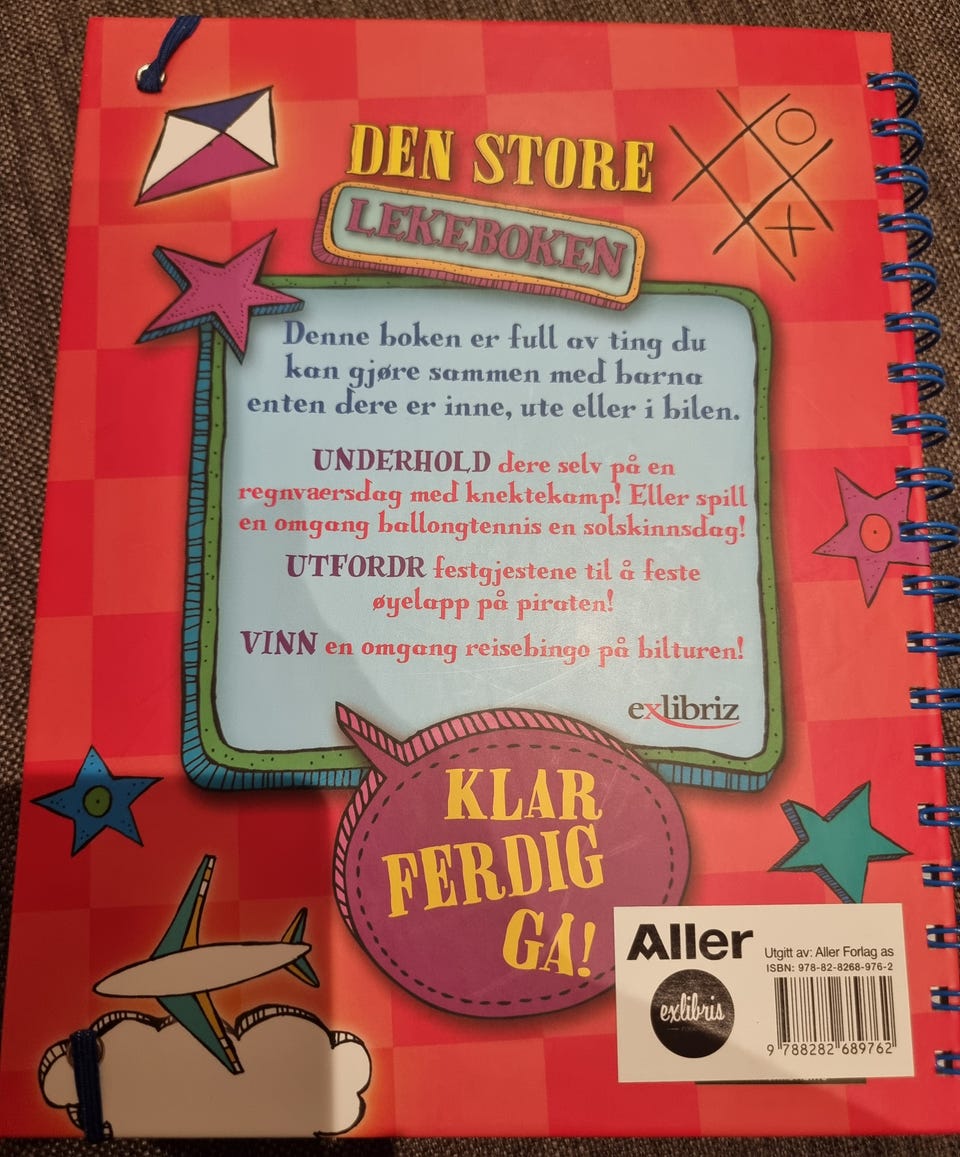 DEN STORE
LEKEBOKEN
Denne boken er full av ting du
kan gjøre sammen med barna
enten dere er inne, ute eller i bilen.
UNDERHOLD dere selv på en
regnværsdag med knektekamp! Eller spill
en omgang ballongtennis en solskinnsdag!
UTFORDR festgjestene til å feste
øyelapp på piraten!
VINN en omgang reisebingo på bilturen!
exlibriz
KLAR
FERDIG
GA!
Aller
Utgitt av: Aller Forlag as
ISBN: 978-82-8268-976-2
exlibris
9 788282 689762